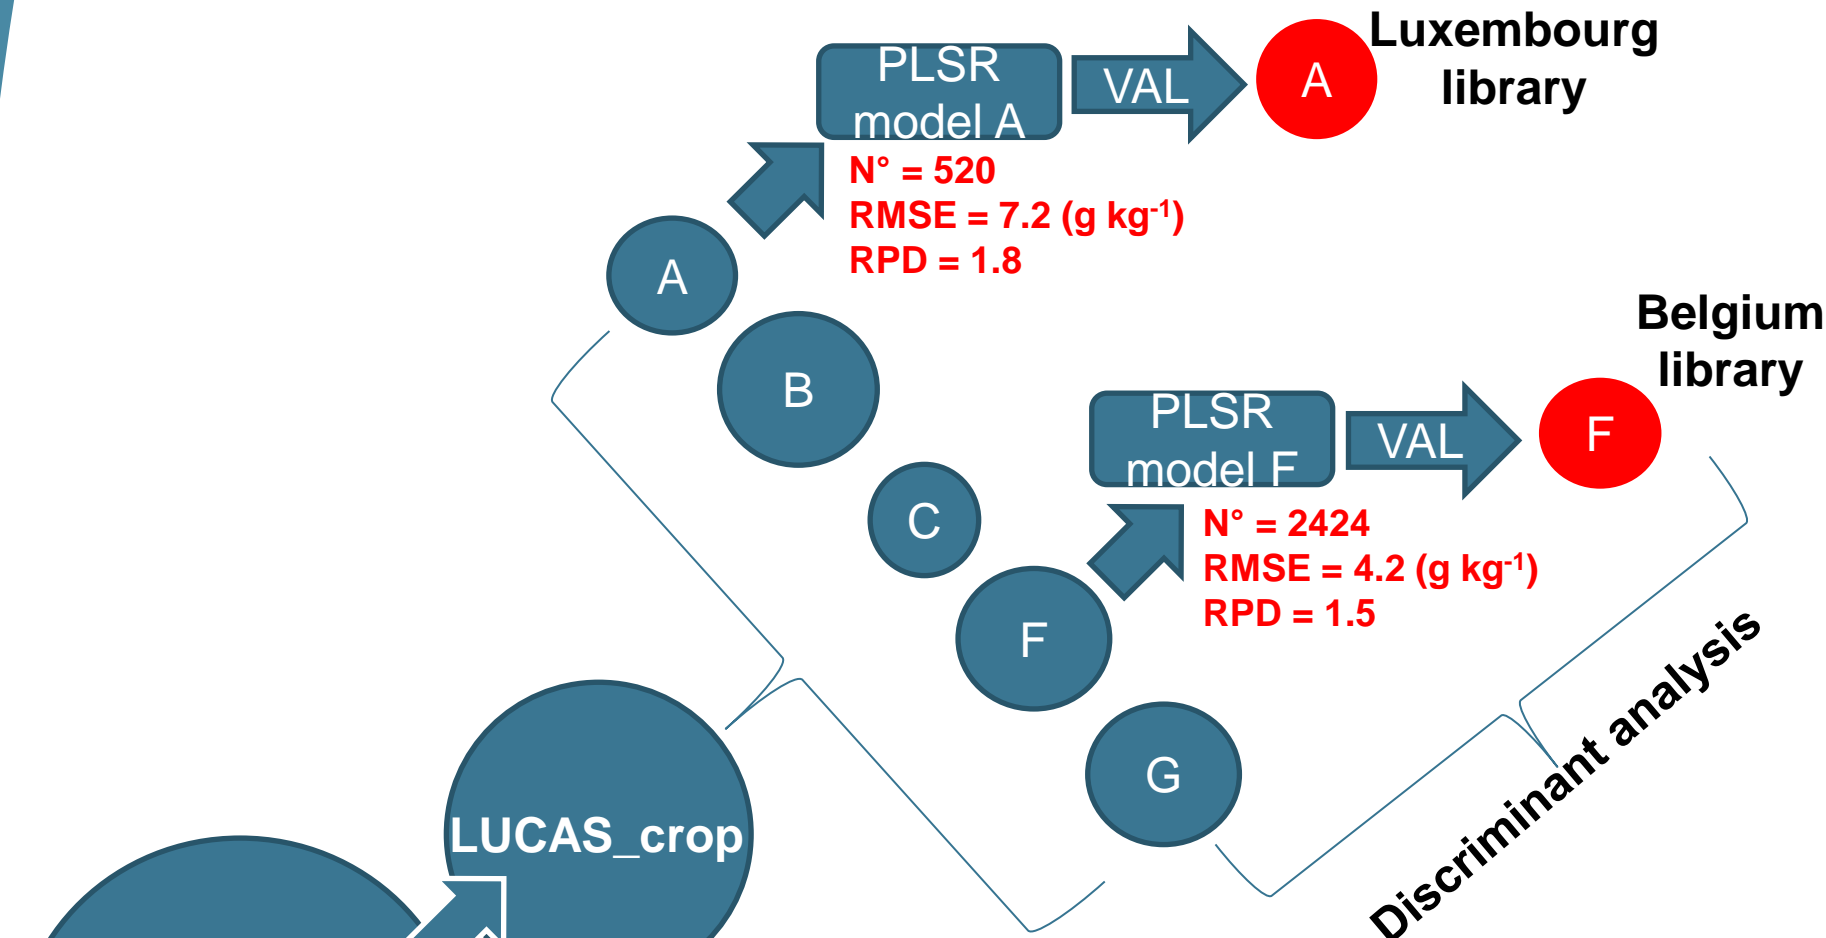 Luxembourg
library
PLSR
model A
VAL
A
N° = 520
RMSE = 7.2 (g kg⁻¹)
RPD = 1.8
A
B
C
F
G
Belgium
library
PLSR
model F
VAL
F
N° = 2424
RMSE = 4.2 (g kg⁻¹)
RPD = 1.5
Discriminant analysis
LUCAS_crop